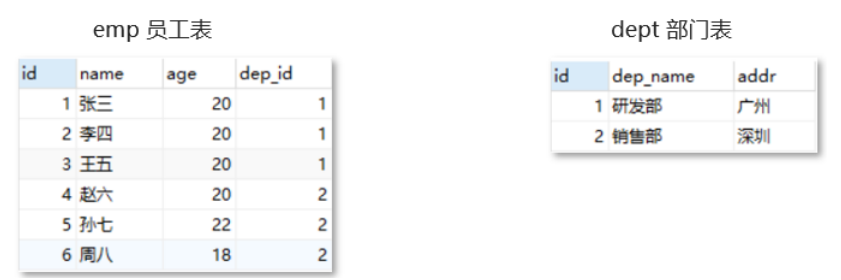 emp 员工表
id name age dep_id
1 张三 20 1
2 李四 20 1
3 王五 20 1
4 赵六 20 2
5 孙七 22 2
6 周八 18 2
dept 部门表
id dep_name addr
1 研发部 广州
2 销售部 深圳